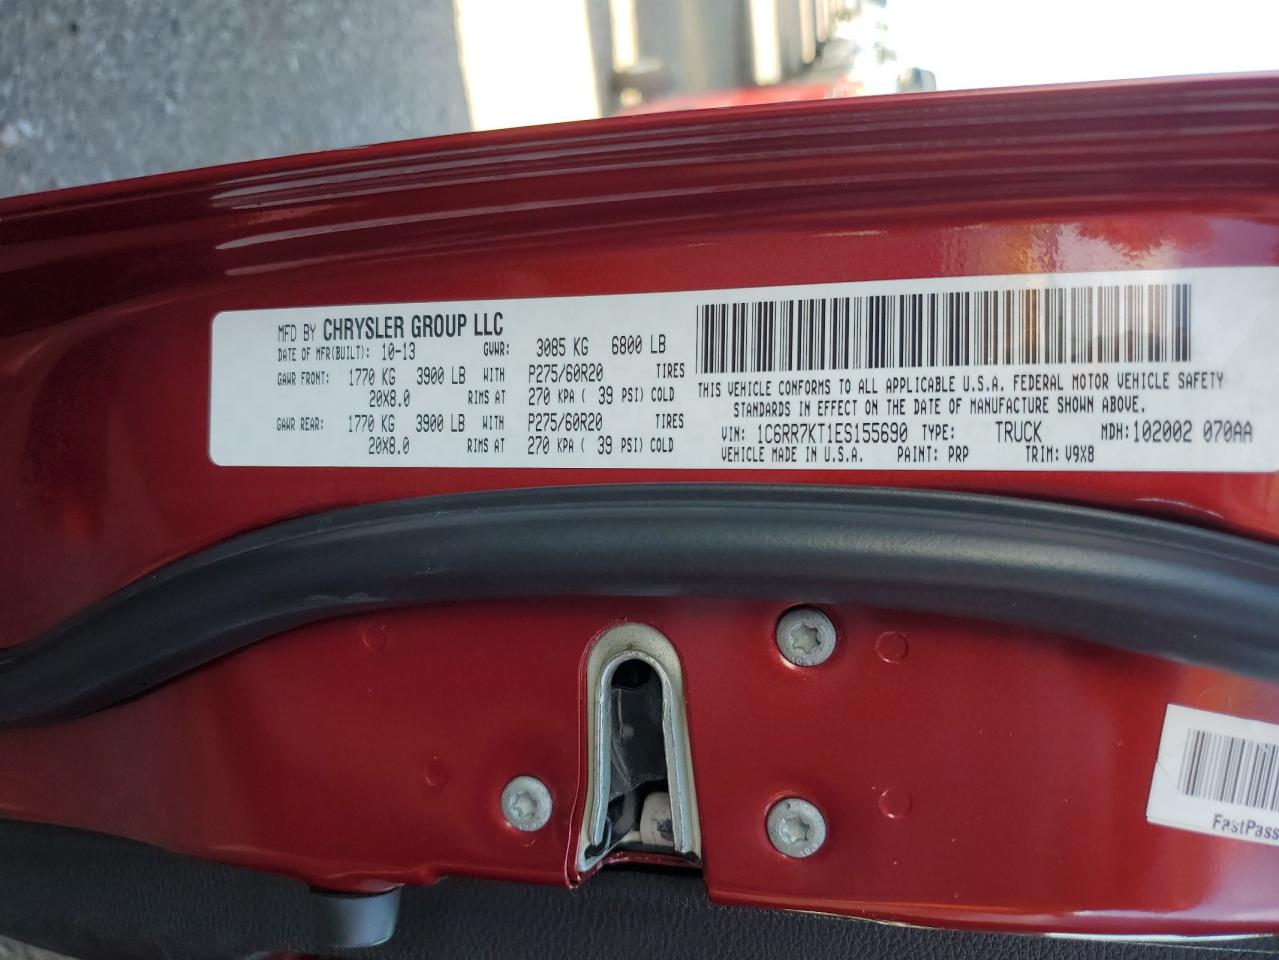 MFD BY CHRYSLER GROUP LLC
DATE OF MFR(BUILT): 10-13 GVWR: 3085 KG 6800 LB
GAWR FRONT: 1770 KG 3900 LB WITH P275/60R20 TIRES
20X8.0 RIMS AT 270 KPA ( 39 PSI) COLD
GAWR REAR: 1770 KG 3900 LB WITH P275/60R20 TIRES
20X8.0 RIMS AT 270 KPA ( 39 PSI) COLD
THIS VEHICLE CONFORMS TO ALL APPLICABLE U.S.A. FEDERAL MOTOR VEHICLE SAFETY
STANDARDS IN EFFECT ON THE DATE OF MANUFACTURE SHOWN ABOVE.
VIN: 1C6RR7KT1ES155690 TYPE: TRUCK MDH:102002 070AA
VEHICLE MADE IN U.S.A. PAINT: PRP TRIM: V9X8
FastPass